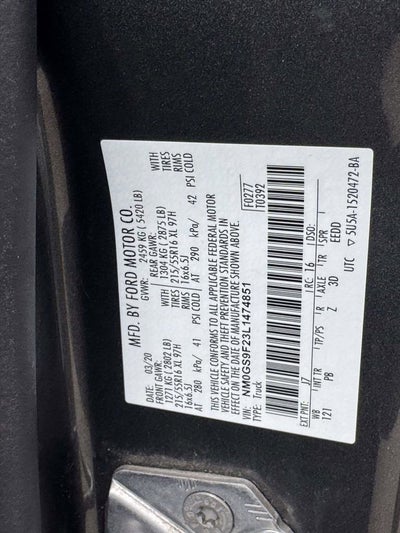 MFD. BY FORD MOTOR CO.
03/20
GVWR: 2459 KG ( 5420 LB)
FRONT GAWR: REAR GAWR:
1271 KG ( 2802 LB) 1304 KG ( 2875 LB) WITH
215/55R16 XL 97H WITH TIRES 215/55R16 XL 97H TIRES
16x6.5J RIMS 16x6.5J RIMS
AT 280 kPa/ 41 PSI COLD AT 290 kPa/ 42 PSI COLD
THIS VEHICLE CONFORMS TO ALL APPLICABLE FEDERAL MOTOR
VEHICLE SAFETY AND THEFT PREVENTION STANDARDS IN
EFFECT ON THE DATE OF MANUFACTURE SHOWN ABOVE.
F0277
T0392
VIN: NM0GS9F23L1474851
TYPE: Truck
EXT PNT: J7 RC: 16 DSO:
WB INT TR TP/PS R AXLE TR SPR
121 PB Z 3D EEDD
UTC ▽ 5U5A-1520472-BA